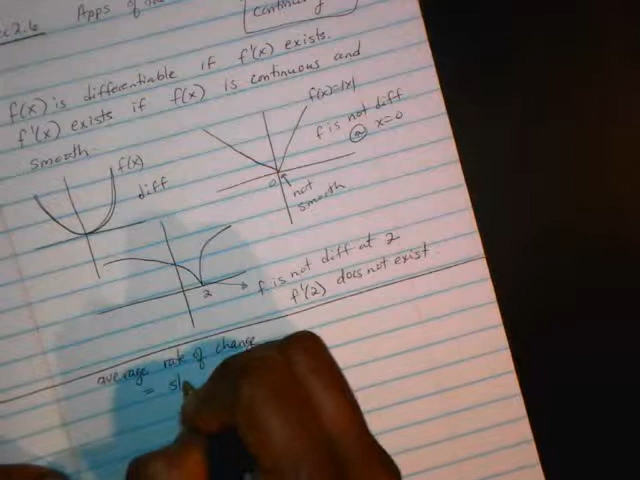 2.6 Apps of
f(x) is differentiable if f'(x) exists.
f'(x) exists if f(x) is continuous and
smooth.
f(x)
diff
f(x)=|x|
f is not diff
@ x=0
0
not
smooth
2
f is not diff at 2
f'(2) does not exist.
average rate of change
=